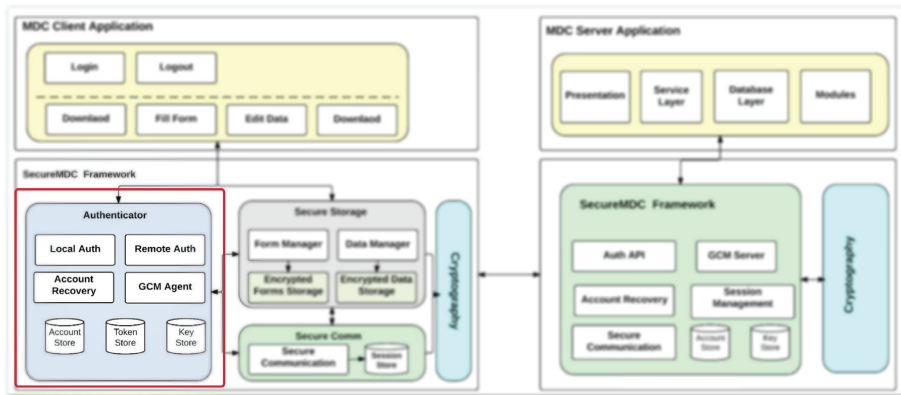 MDC Client Application
Login
Logout
Downlaod
Fill Form
Edit Data
Downlaod
MDC Server Application
Presentation
Service
Layer
Database
Layer
Modules
SecureMDC Framework
Authenticator
Local Auth
Remote Auth
Account
Recovery
GCM Agent
Account
Store
Token
Store
Key
Store
Secure Storage
Form Manager
Data Manager
Encrypted
Forms Storage
Encrypted Data
Storage
Secure Comm
Secure
Communication
Session
Store
Cryptography
SecureMDC Framework
Auth API
GCM Server
Account Recovery
Session
Management
Secure
Communication
Account
Store
Key
Store
Cryptography